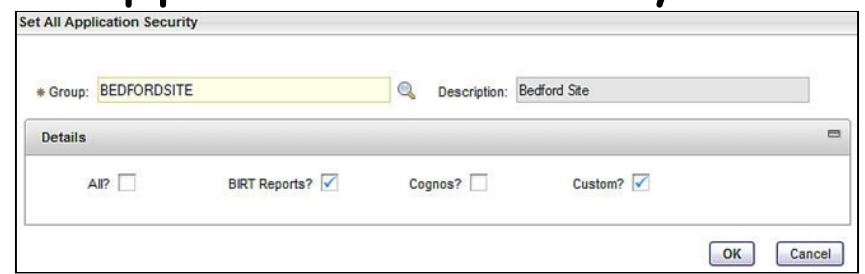 Set All Application Security
* Group: BEDFORDSITE Description: Bedford Site
Details
All? BIRT Reports? Cognos? Custom?
OK Cancel